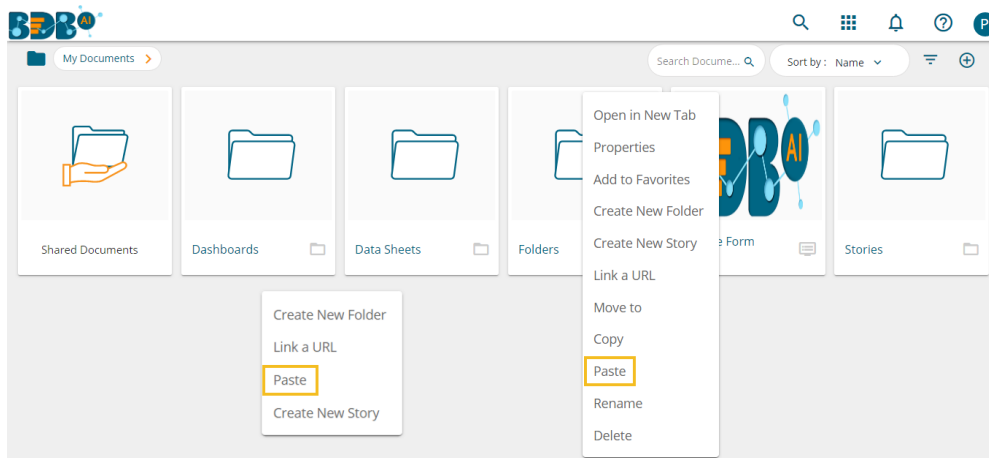 BDB AI
P
My Documents
Search Docume...
Sort by : Name
Shared Documents
Dashboards
Data Sheets
Folders
DB AI
e Form
Stories
Create New Folder
Link a URL
Paste
Create New Story
Open in New Tab
Properties
Add to Favorites
Create New Folder
Create New Story
Link a URL
Move to
Copy
Paste
Rename
Delete